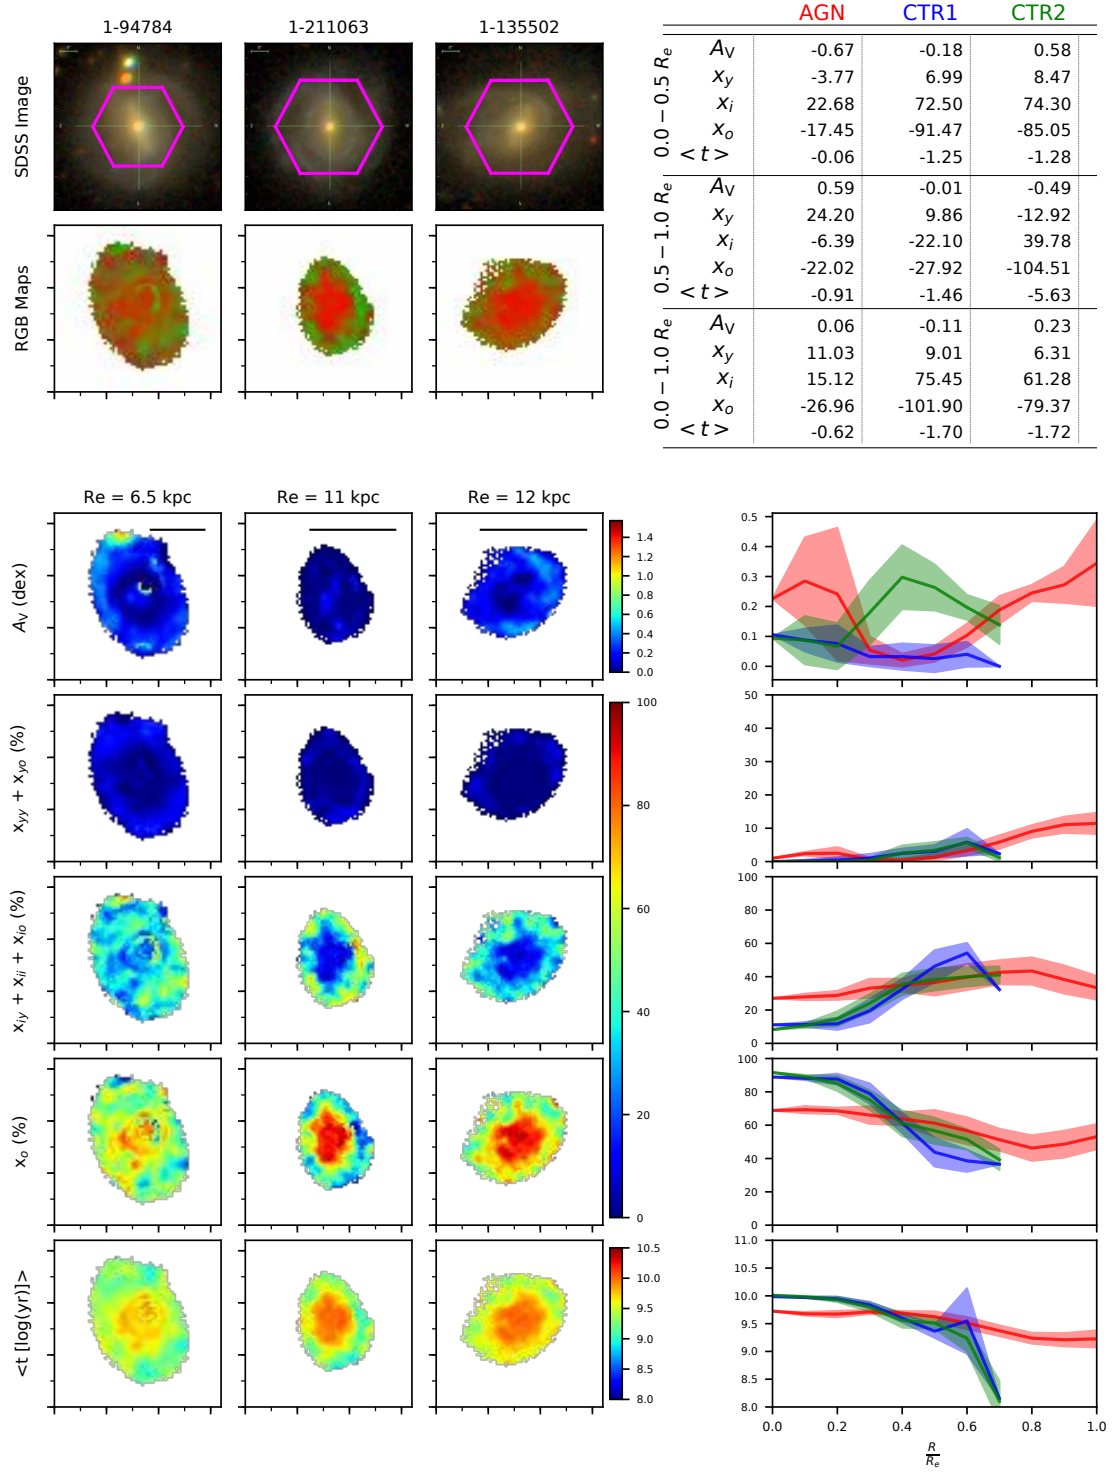 1-94784 1-211063 1-135502
SDSS Image
RGB Maps
AGN CTR1 CTR2
0.0 − 0.5 Re
AV -0.67 -0.18 0.58
xy -3.77 6.99 8.47
xi 22.68 72.50 74.30
xo -17.45 -91.47 -85.05
<t> -0.06 -1.25 -1.28
0.5 − 1.0 Re
AV 0.59 -0.01 -0.49
xy 24.20 9.86 -12.92
xi -6.39 -22.10 39.78
xo -22.02 -27.92 -104.51
<t> -0.91 -1.46 -5.63
0.0 − 1.0 Re
AV 0.06 -0.11 0.23
xy 11.03 9.01 6.31
xi 15.12 75.45 61.28
xo -26.96 -101.90 -79.37
<t> -0.62 -1.70 -1.72
Re = 6.5 kpc Re = 11 kpc Re = 12 kpc
AV (dex)
1.4
1.2
1.0
0.8
0.6
0.4
0.2
0.0
0.5
0.4
0.3
0.2
0.1
0.0
xyy + xyo (%)
100
80
60
40
20
0
50
40
30
20
10
0
xiy + xii + xio (%)
100
80
60
40
20
0
xo (%)
100
80
60
40
20
0
<t [log(yr)]>
10.5
10.0
9.5
9.0
8.5
8.0
11.0
10.5
10.0
9.5
9.0
8.5
8.0
0.0 0.2 0.4 0.6 0.8 1.0
R
Re